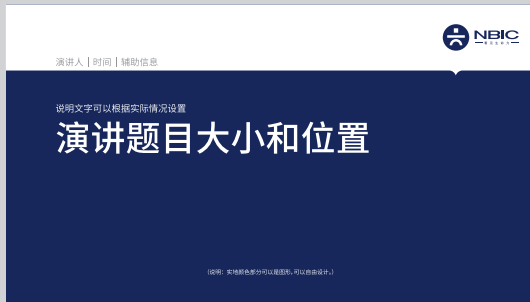 NBIC
演讲人｜时间｜辅助信息
说明文字可以根据实际情况设置
演讲题目大小和位置
（说明：实地颜色部分可以是图形，可以自由设计。）